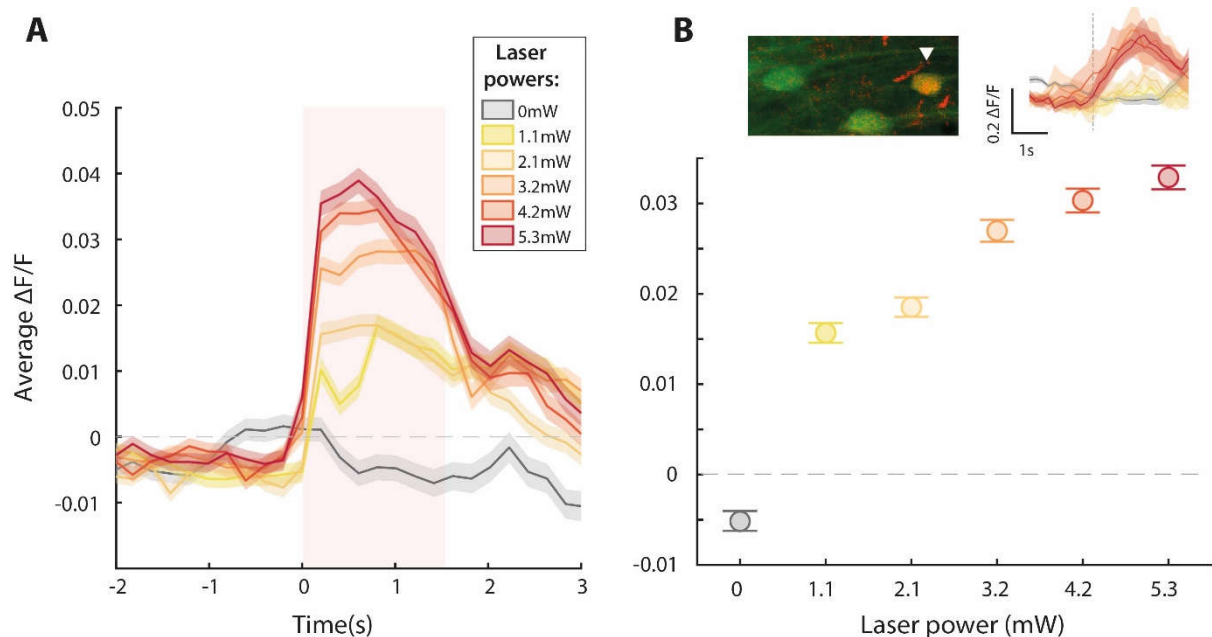 A
Laser
powers:
0mW
1.1mW
2.1mW
3.2mW
4.2mW
5.3mW
0.05
0.04
0.03
0.02
0.01
0
-0.01
Average ΔF/F
-2
-1
0
1
2
3
Time(s)
B
0.2 ΔF/F
1s
0.03
0.02
0.01
0
-0.01
0
1.1
2.1
3.2
4.2
5.3
Laser power (mW)